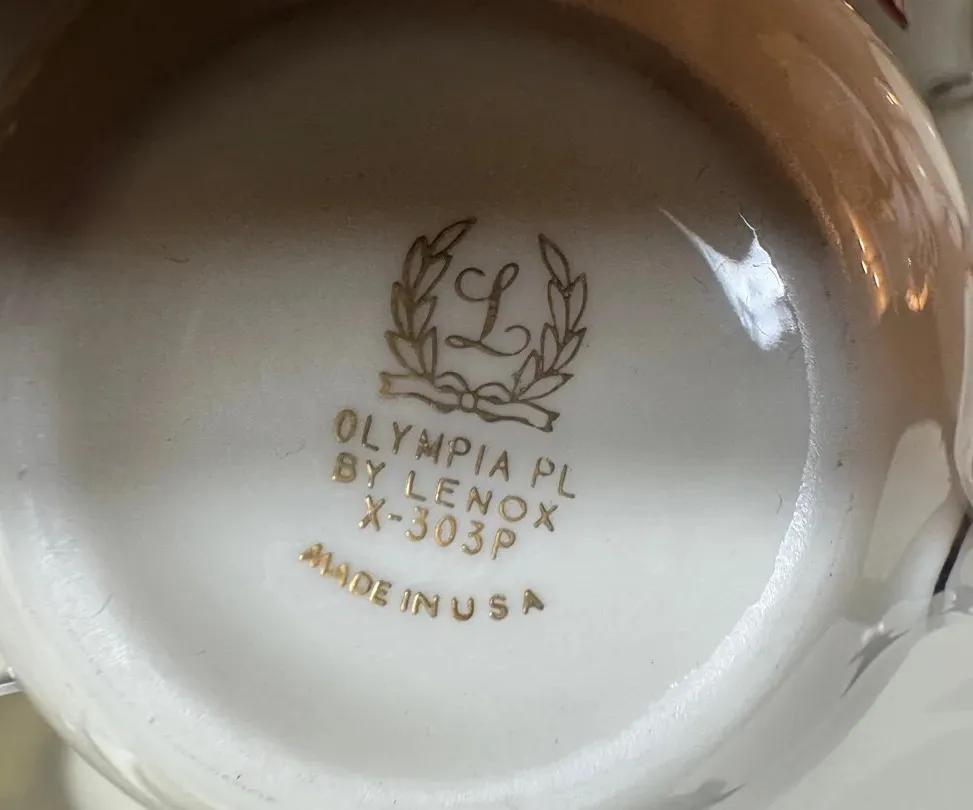 L
OLYMPIA PL
BY LENOX
X-303P
MADE IN USA